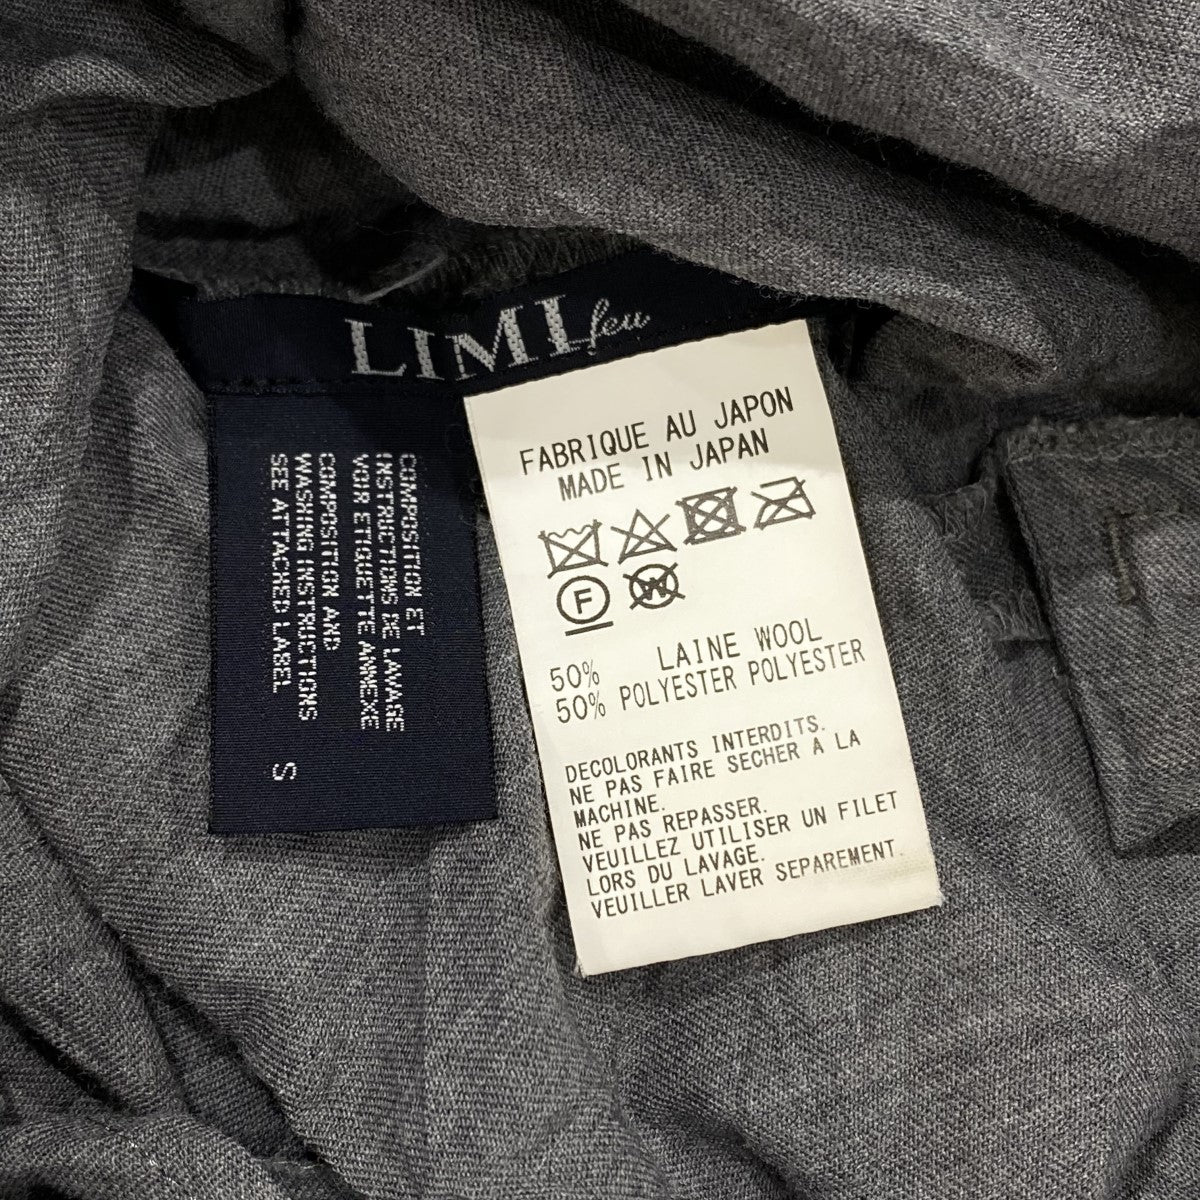 LIMI feu
COMPOSITION ET
INSTRUCTIONS DE LAVAGE
VOIR ETIQUETTE ANNEXE
COMPOSITION AND
WASHING INSTRUCTIONS
SEE ATTACHED LABEL
S
FABRIQUE AU JAPON
MADE IN JAPAN
F
W
50% LAINE WOOL
50% POLYESTER POLYESTER
DECOLORANTS INTERDITS.
NE PAS FAIRE SECHER A LA
MACHINE.
NE PAS REPASSER.
VEUILLEZ UTILISER UN FILET
LORS DU LAVAGE.
VEUILLER LAVER SEPAREMENT.